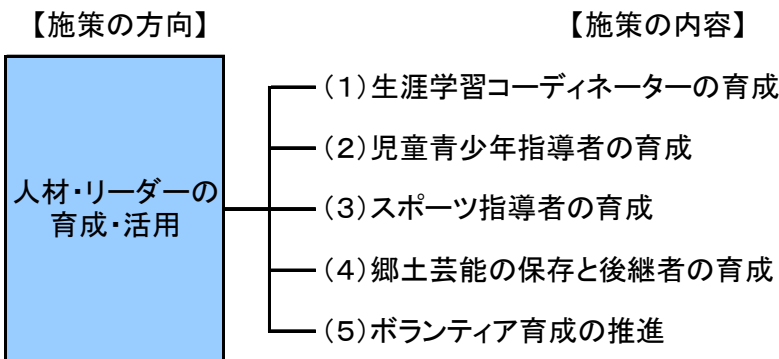 【施策の方向】
【施策の内容】
人材・リーダーの
育成・活用
(1)生涯学習コーディネーターの育成
(2)児童青少年指導者の育成
(3)スポーツ指導者の育成
(4)郷土芸能の保存と後継者の育成
(5)ボランティア育成の推進